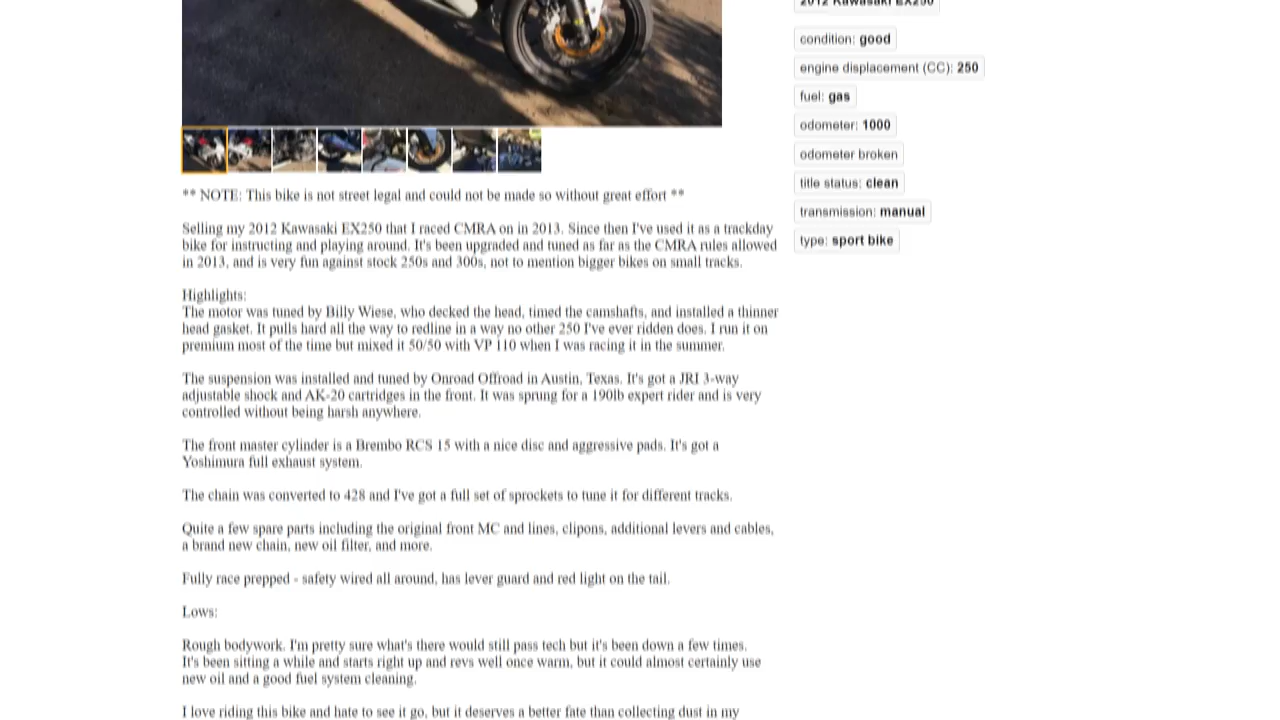 2012 Kawasaki EX250
condition: good
engine displacement (CC): 250
fuel: gas
odometer: 1000
odometer broken
title status: clean
transmission: manual
type: sport bike
** NOTE: This bike is not street legal and could not be made so without great effort **
Selling my 2012 Kawasaki EX250 that I raced CMRA on in 2013. Since then I've used it as a trackday
bike for instructing and playing around. It's been upgraded and tuned as far as the CMRA rules allowed
in 2013, and is very fun against stock 250s and 300s, not to mention bigger bikes on small tracks.
Highlights:
The motor was tuned by Billy Wiese, who decked the head, timed the camshafts, and installed a thinner
head gasket. It pulls hard all the way to redline in a way no other 250 I've ever ridden does. I run it on
premium most of the time but mixed it 50/50 with VP 110 when I was racing it in the summer.
The suspension was installed and tuned by Onroad Offroad in Austin, Texas. It's got a JRI 3-way
adjustable shock and AK-20 cartridges in the front. It was sprung for a 190lb expert rider and is very
controlled without being harsh anywhere.
The front master cylinder is a Brembo RCS 15 with a nice disc and aggressive pads. It's got a
Yoshimura full exhaust system.
The chain was converted to 428 and I've got a full set of sprockets to tune it for different tracks.
Quite a few spare parts including the original front MC and lines, clipons, additional levers and cables,
a brand new chain, new oil filter, and more.
Fully race prepped - safety wired all around, has lever guard and red light on the tail.
Lows:
Rough bodywork. I'm pretty sure what's there would still pass tech but it's been down a few times.
It's been sitting a while and starts right up and revs well once warm, but it could almost certainly use
new oil and a good fuel system cleaning.
I love riding this bike and hate to see it go, but it deserves a better fate than collecting dust in my